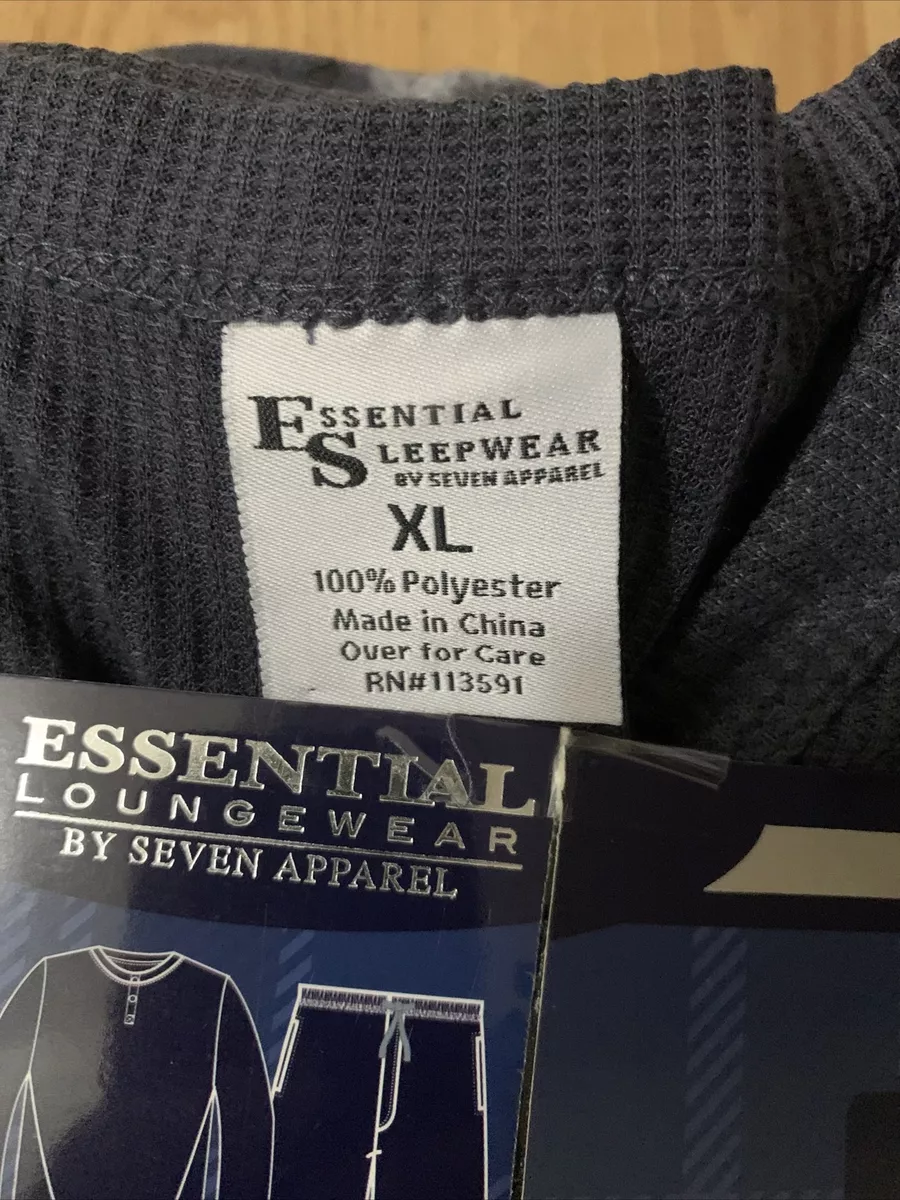 ESSENTIAL
SLEEPWEAR
BY SEVEN APPAREL
XL
100% Polyester
Made in China
Over for Care
RN#113591
ESSENTIAL
LOUNGEWEAR
BY SEVEN APPAREL